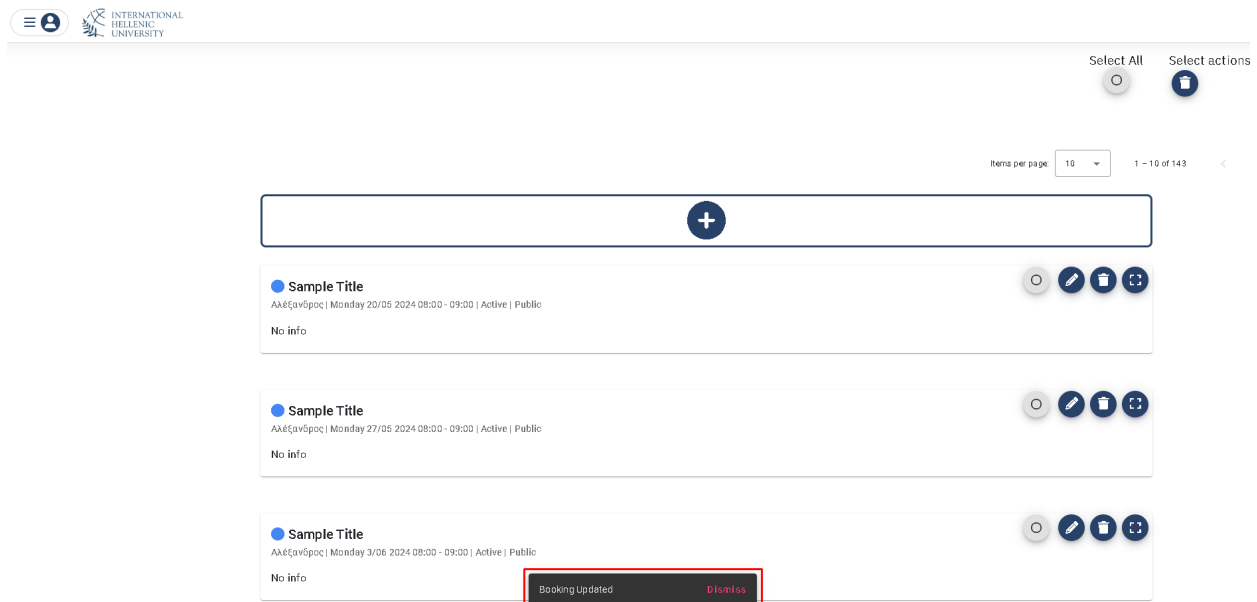 INTERNATIONAL
HELLENIC
UNIVERSITY
Select All Select actions
Items per page: 10 1 – 10 of 143
Sample Title
Αλέξανδρος | Monday 20/05 2024 08:00 - 09:00 | Active | Public
No info
Sample Title
Αλέξανδρος | Monday 27/05 2024 08:00 - 09:00 | Active | Public
No info
Sample Title
Αλέξανδρος | Monday 3/06 2024 08:00 - 09:00 | Active | Public
No info
Booking Updated Dismiss